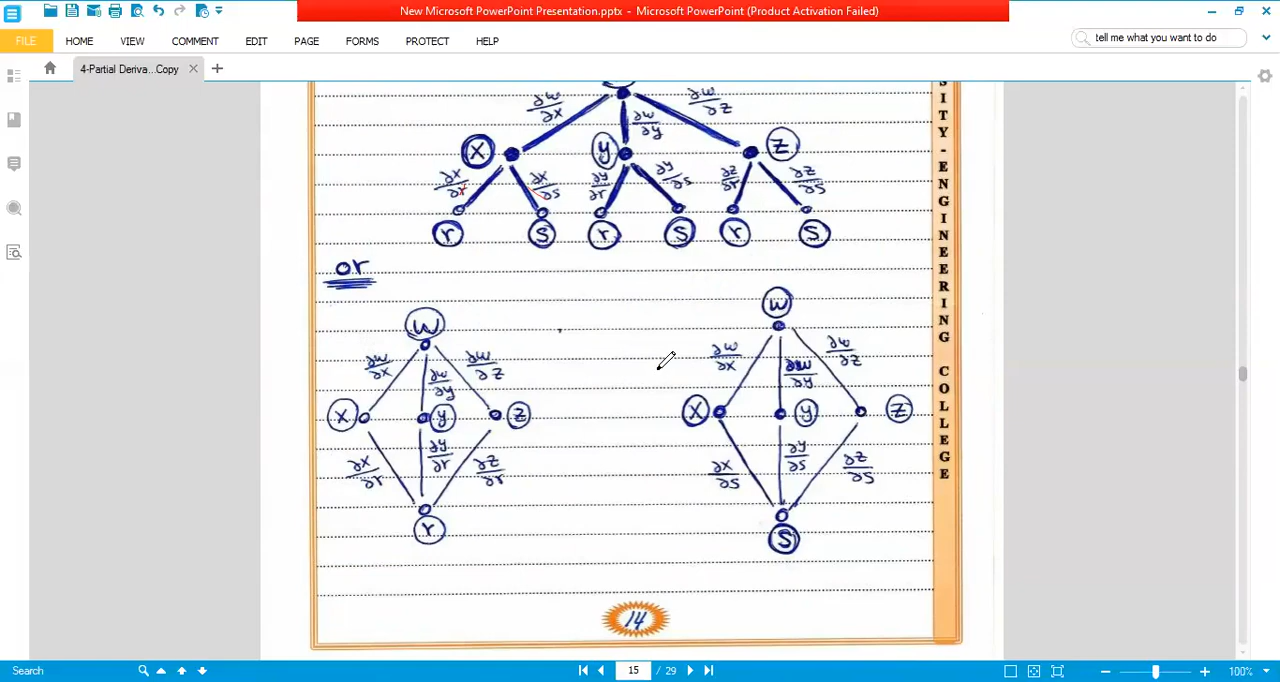 New Microsoft PowerPoint Presentation.pptx - Microsoft PowerPoint (Product Activation Failed)
FILE HOME VIEW COMMENT EDIT PAGE FORMS PROTECT HELP
tell me what you want to do
4-Partial Deriva...Copy
∂w/∂x ∂w/∂y ∂w/∂z
x y z
∂x/∂r ∂x/∂s ∂y/∂r ∂y/∂s ∂z/∂r ∂z/∂s
r s r s r s
or
w
∂w/∂x ∂w/∂y ∂w/∂z
x y z
∂x/∂r ∂y/∂r ∂z/∂r
r
w
∂w/∂x ∂w/∂y ∂w/∂z
x y z
∂x/∂s ∂y/∂s ∂z/∂s
s
14
SITY - ENGINEERING COLLEGE
Search
15 / 29
100%